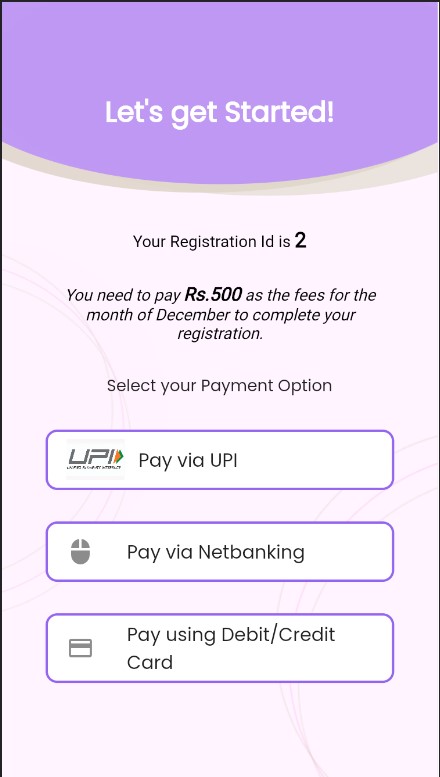 Let's get Started!
Your Registration Id is 2
You need to pay Rs.500 as the fees for the
month of December to complete your
registration.
Select your Payment Option
UPI
Pay via UPI
Pay via Netbanking
Pay using Debit/Credit
Card